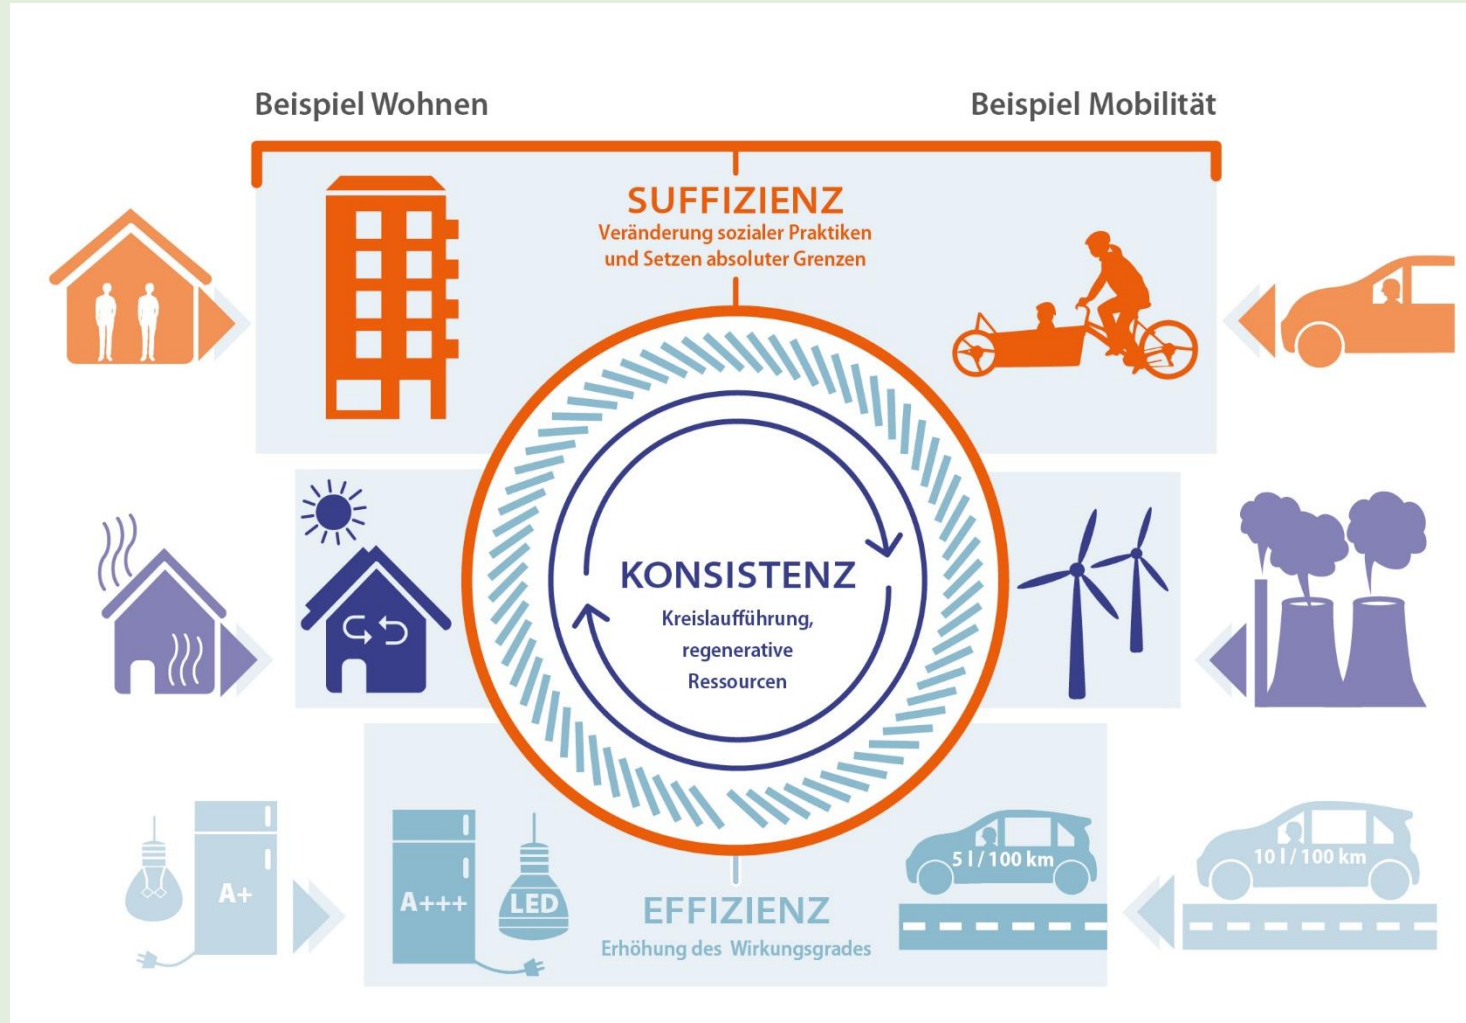 Beispiel Wohnen
Beispiel Mobilität
SUFFIZIENZ
Veränderung sozialer Praktiken
und Setzen absoluter Grenzen
KONSISTENZ
Kreislaufführung,
regenerative
Ressourcen
A+
A+++
LED
EFFIZIENZ
Erhöhung des Wirkungsgrades
5 l / 100 km
10 l / 100 km